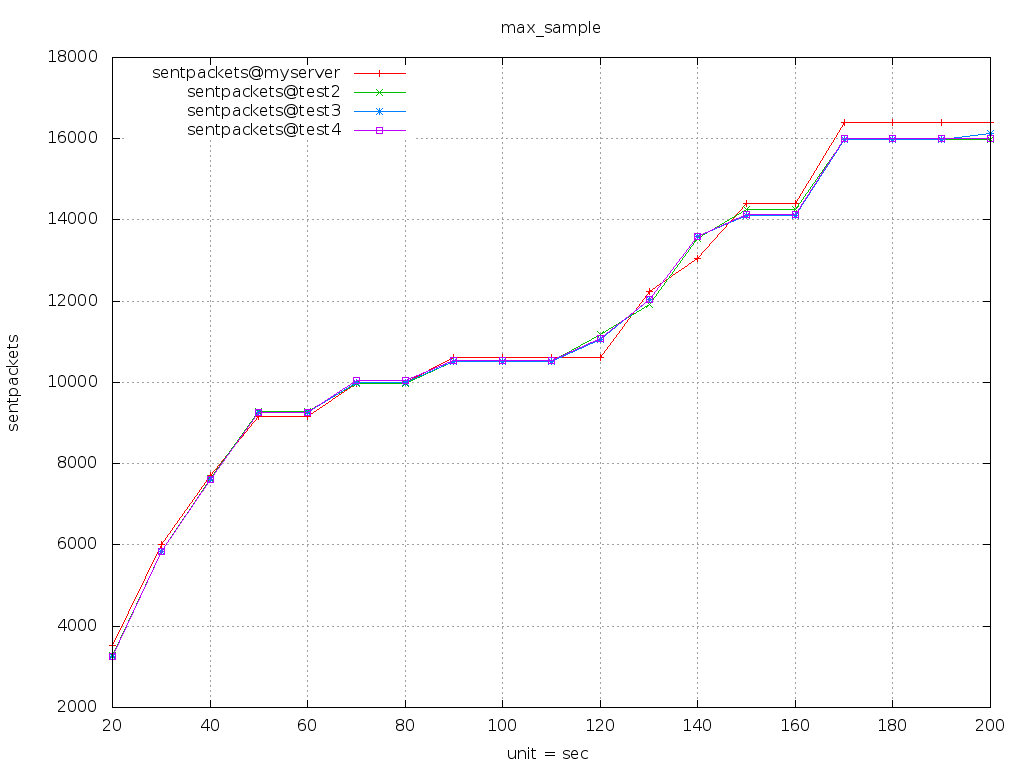 max_sample
18000
16000
14000
12000
10000
8000
6000
4000
2000
sentpackets
sentpackets@myserver
sentpackets@test2
sentpackets@test3
sentpackets@test4
20 40 60 80 100 120 140 160 180 200
unit = sec